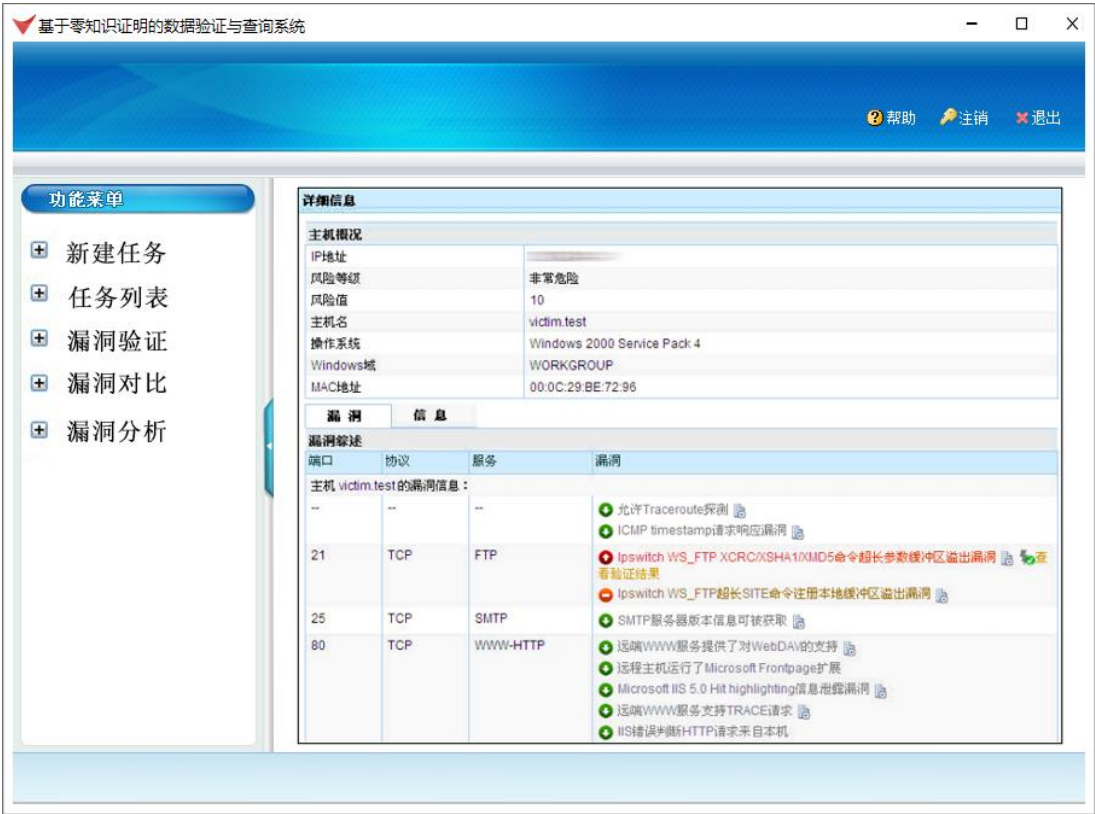 基于零知识证明的数据验证与查询系统
帮助 注销 退出
功能菜单
新建任务
任务列表
漏洞验证
漏洞对比
漏洞分析
详细信息
主机概况
IP地址
风险等级 非常危险
风险值 10
主机名 victim.test
操作系统 Windows 2000 Service Pack 4
Windows域 WORKGROUP
MAC地址 00:0C:29:BE:72:96
漏 洞 信 息
漏洞综述
端口 协议 服务 漏洞
主机 victim.test的漏洞信息：
-- -- -- 允许Traceroute探测
ICMP timestamp请求响应漏洞
21 TCP FTP Ipswitch WS_FTP XCRC/XSHA1/XMD5命令超长参数缓冲区溢出漏洞 查
看验证结果
Ipswitch WS_FTP超长SITE命令注册本地缓冲区溢出漏洞
25 TCP SMTP SMTP服务器版本信息可被获取
80 TCP WWW-HTTP 远端WWW服务提供了对WebDAV的支持
远程主机运行了Microsoft Frontpage扩展
Microsoft IIS 5.0 Hit highlighting信息泄露漏洞
远端WWW服务支持TRACE请求
IIS错误判断HTTP请求来自本机